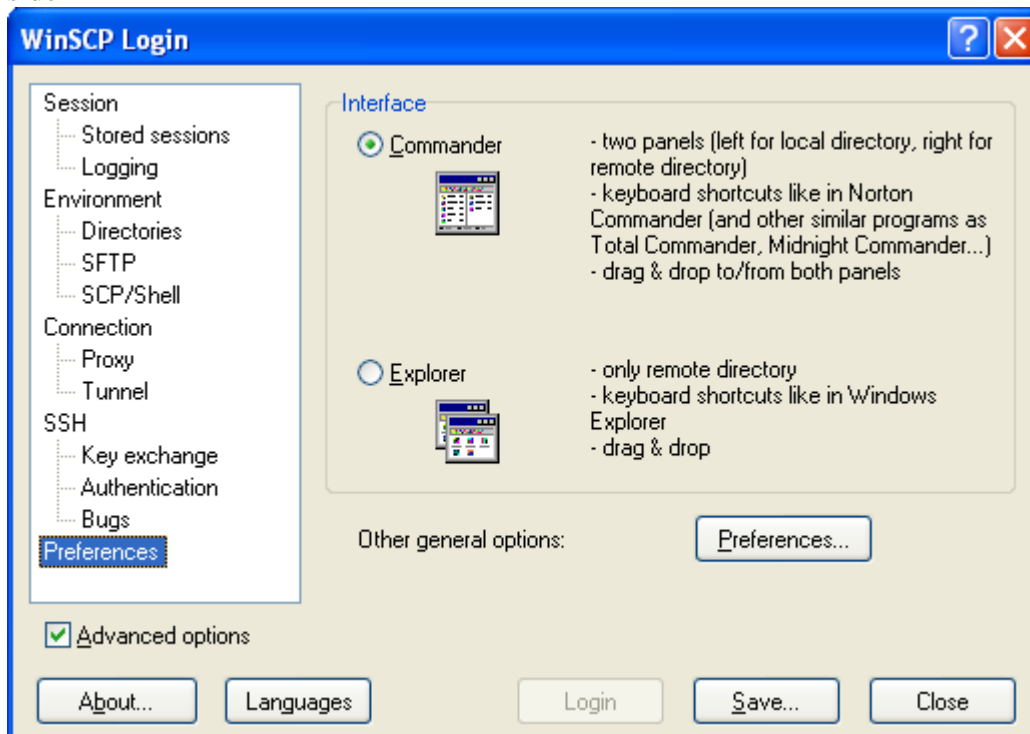 WinSCP Login
Session
Stored sessions
Logging
Environment
Directories
SFTP
SCP/Shell
Connection
Proxy
Tunnel
SSH
Key exchange
Authentication
Bugs
Preferences
Interface
Commander
- two panels (left for local directory, right for
remote directory)
- keyboard shortcuts like in Norton
Commander (and other similar programs as
Total Commander, Midnight Commander...)
- drag & drop to/from both panels
Explorer
- only remote directory
- keyboard shortcuts like in Windows
Explorer
- drag & drop
Other general options:
Preferences...
Advanced options
About...
Languages
Login
Save...
Close